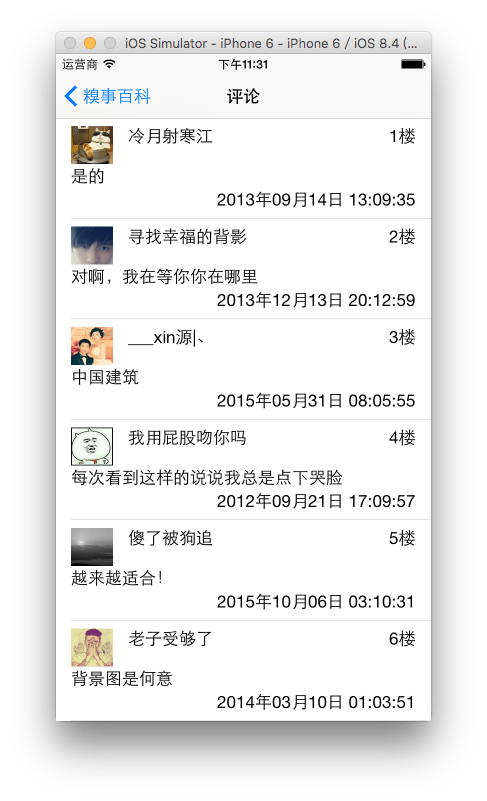 iOS Simulator - iPhone 6 - iPhone 6 / iOS 8.4 (...
运营商 下午11:31
糗事百科 评论
冷月射寒江 1楼
是的
2013年09月14日 13:09:35
寻找幸福的背影 2楼
对啊，我在等你你在哪里
2013年12月13日 20:12:59
___xin源|、 3楼
中国建筑
2015年05月31日 08:05:55
我用屁股吻你吗 4楼
每次看到这样的说说我总是点下哭脸
2012年09月21日 17:09:57
傻了被狗追 5楼
越来越适合！
2015年10月06日 03:10:31
老子受够了 6楼
背景图是何意
2014年03月10日 01:03:51